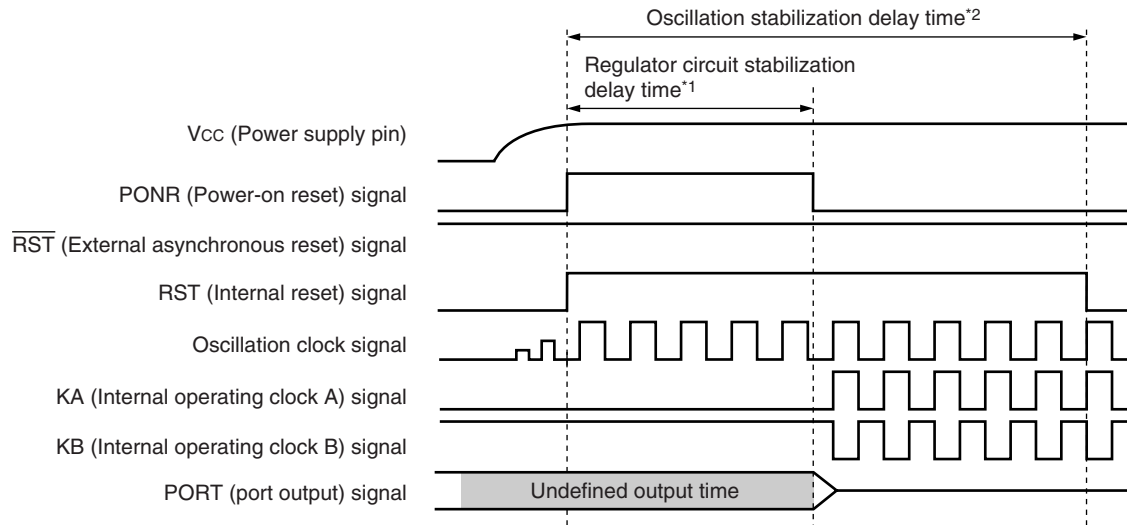 Oscillation stabilization delay time*2
Regulator circuit stabilization
delay time*1
VCC (Power supply pin)
PONR (Power-on reset) signal
RST (External asynchronous reset) signal
RST (Internal reset) signal
Oscillation clock signal
KA (Internal operating clock A) signal
KB (Internal operating clock B) signal
PORT (port output) signal
Undefined output time